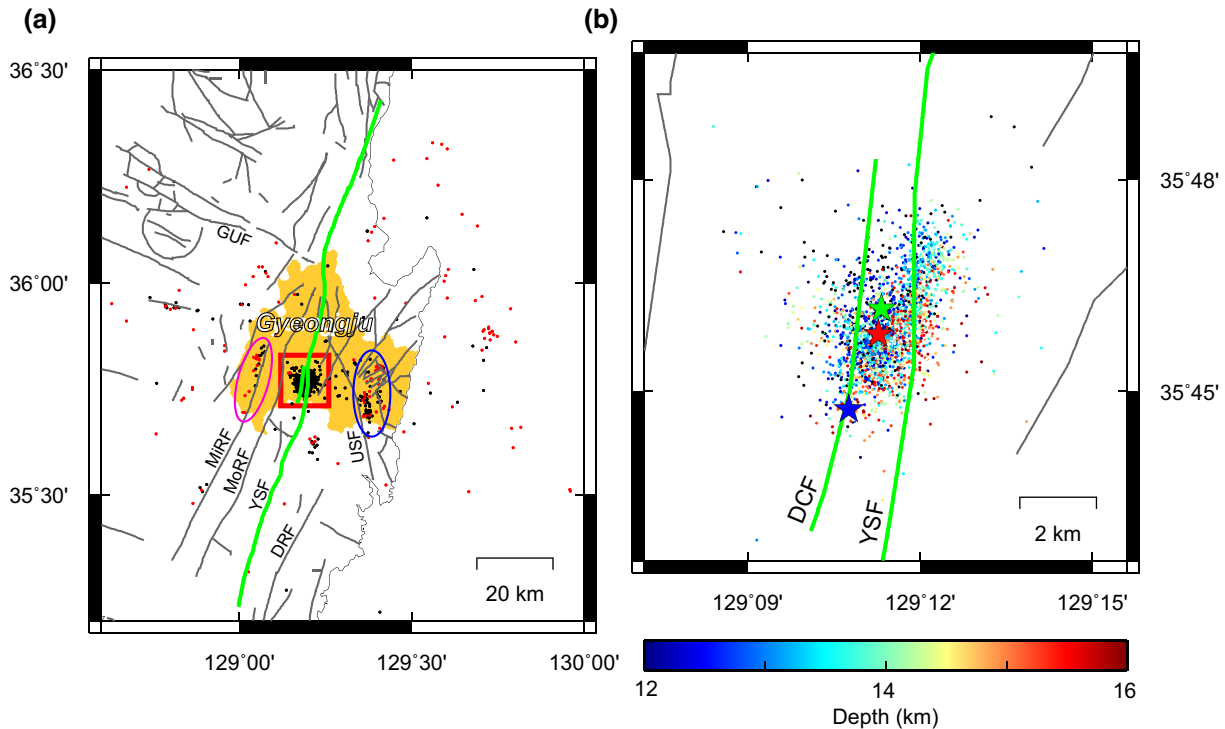 (a)
36°30'
36°00'
35°30'
129°00'
129°30'
130°00'
GUF
Gyeongju
MiRF
MoRF
YSF
DRF
USF
20 km
(b)
35°48'
35°45'
129°09'
129°12'
129°15'
DCF
YSF
2 km
12
14
16
Depth (km)